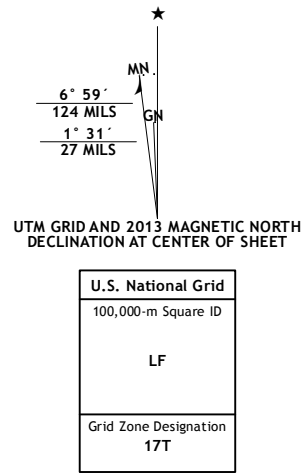 ★
MN
6° 59´
124 MILS
GN
1° 31´
27 MILS
UTM GRID AND 2013 MAGNETIC NORTH
DECLINATION AT CENTER OF SHEET
U.S. National Grid
100,000-m Square ID
LF
Grid Zone Designation
17T